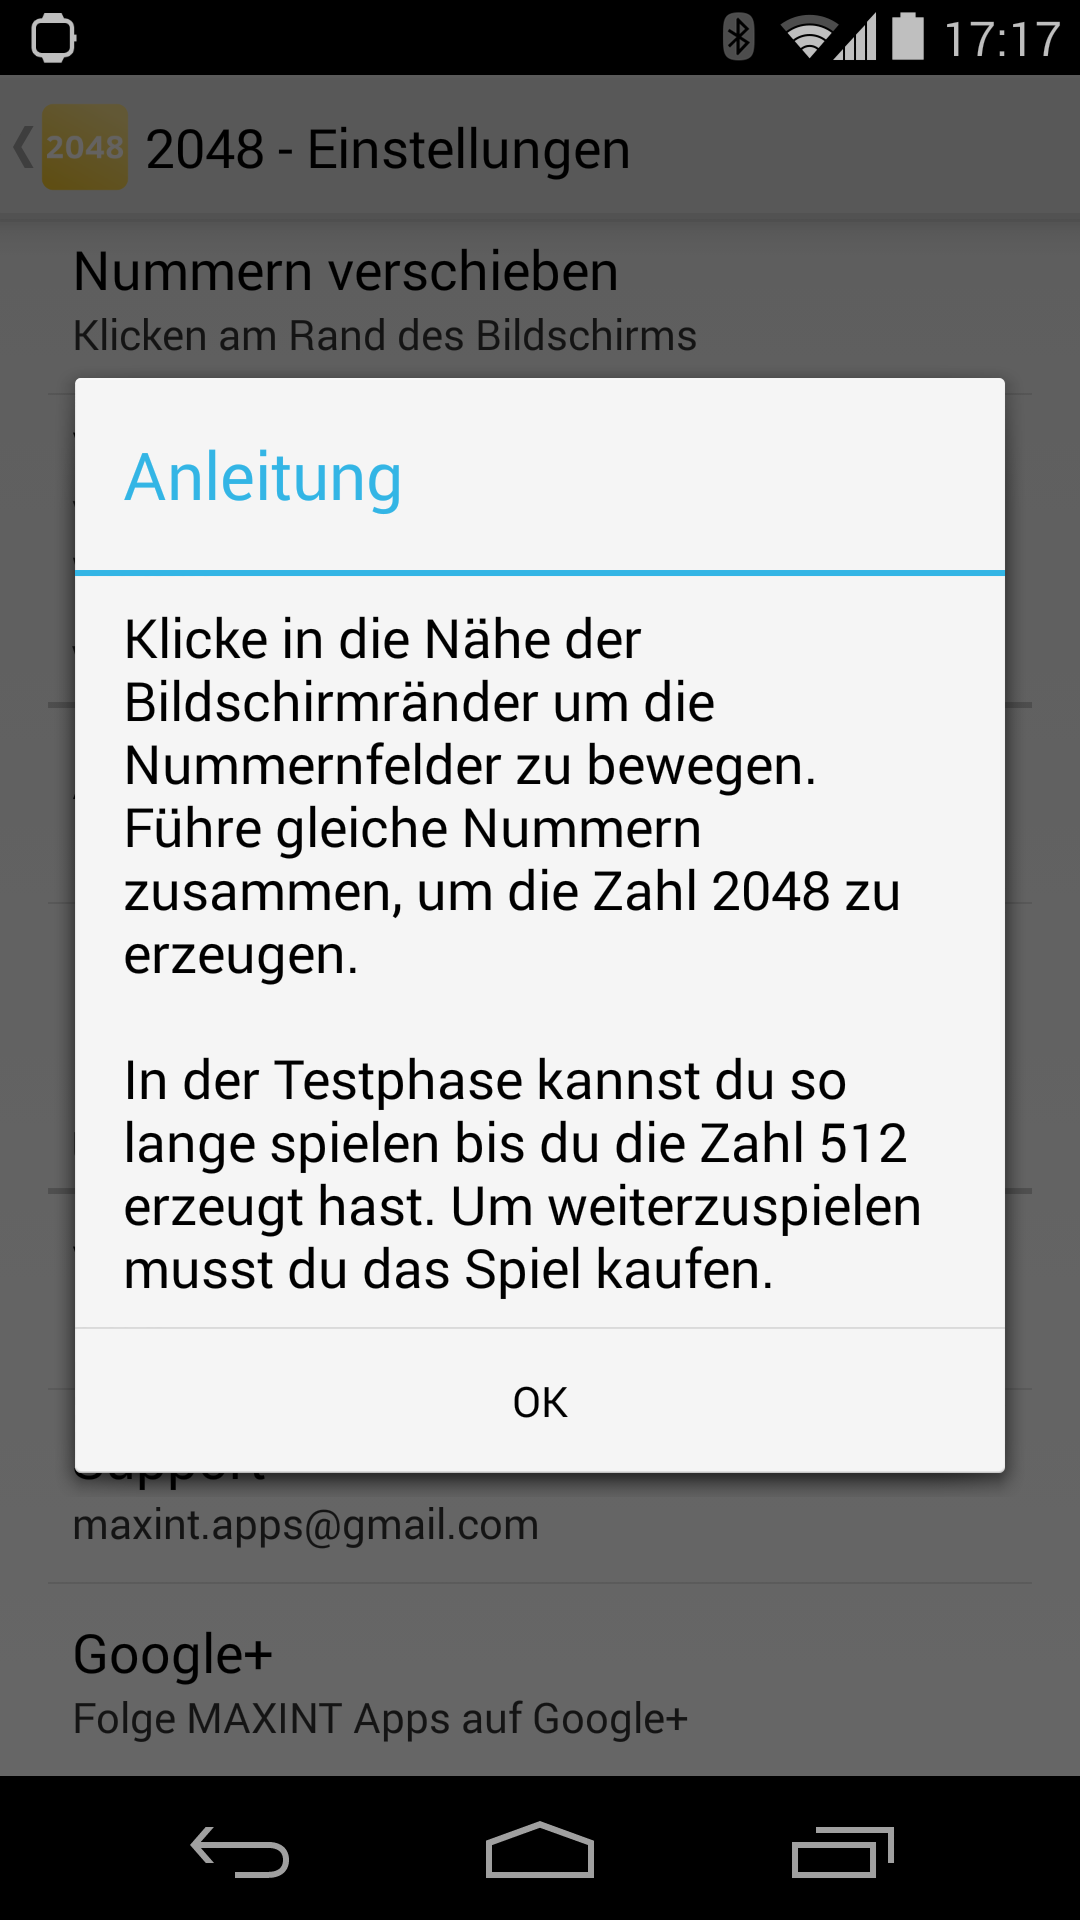 17:17
2048
2048 - Einstellungen
Nummern verschieben
Klicken am Rand des Bildschirms
Anleitung
Klicke in die Nähe der
Bildschirmränder um die
Nummernfelder zu bewegen.
Führe gleiche Nummern
zusammen, um die Zahl 2048 zu
erzeugen.
In der Testphase kannst du so
lange spielen bis du die Zahl 512
erzeugt hast. Um weiterzuspielen
musst du das Spiel kaufen.
OK
Support
maxint.apps@gmail.com
Google+
Folge MAXINT Apps auf Google+